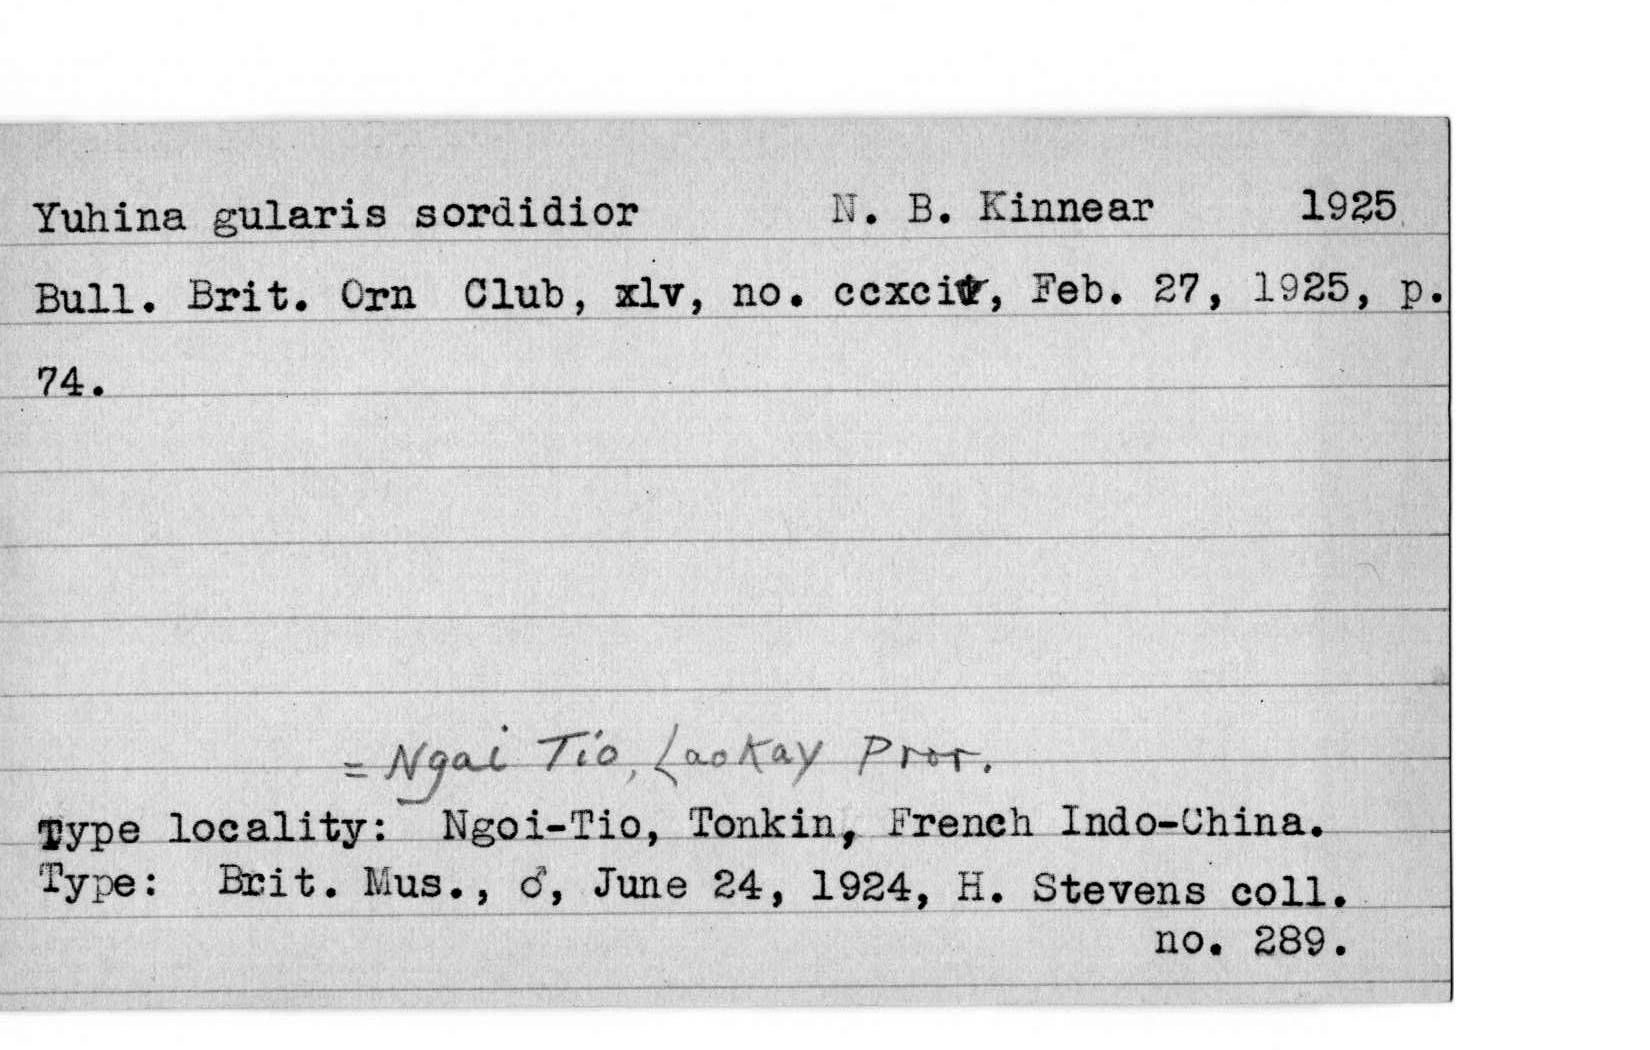 Yuhina gularis sordidior N. B. Kinnear 1925
Bull. Brit. Orn Club, xlv, no. Feb. 27, 1925, p.
74.
= Ngai Tio, Laokay Prov.
Type locality: Ngoi-Tio, Tonkin, French Indo-China.
Type: Brit. Mus., ♂, June 24, 1924, H. Stevens coll.
no. 289.